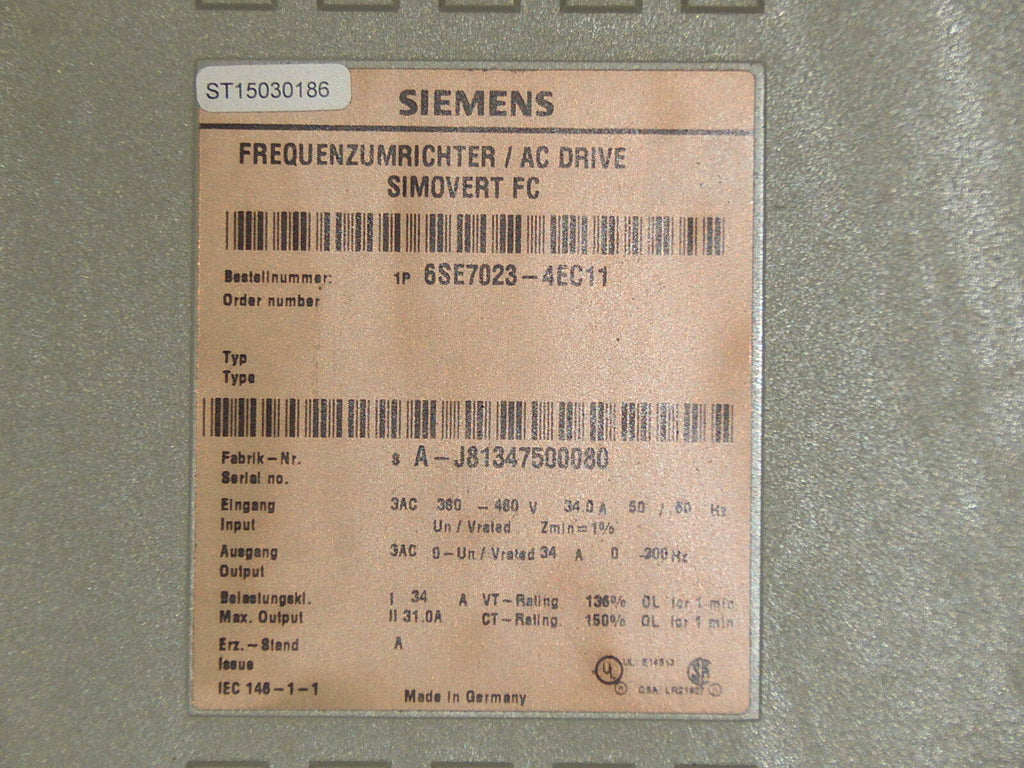 ST15030186
SIEMENS
FREQUENZUMRICHTER / AC DRIVE
SIMOVERT FC
Bestellnummer: 1P 6SE7023-4EC11
Order number
Typ
Type
Fabrik-Nr. S A-J81347500080
Serial no.
Eingang 3AC 380 - 460 V 34.0 A 50 / 60 Hz
Input Un / Vrated Zmin=1%
Ausgang 3AC 0-Un / Vrated 34 A 0 -300 Hz
Output
Belastungskl. I 34 A VT-Rating 136% OL for 1 min
Max. Output II 31.0A CT-Rating 150% OL for 1 min
Erz.-Stand A
Issue
UL: CSA: LR21927
IEC 146-1-1
Made in Germany